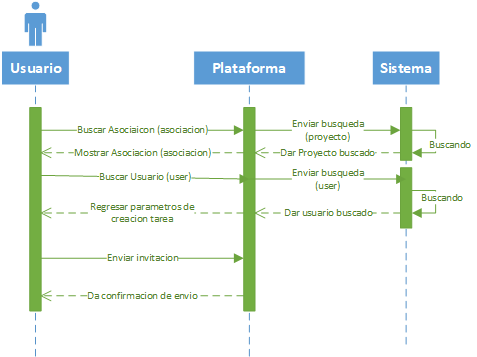 Usuario
Plataforma
Sistema
Buscar Asociaicon (asociacion)
Enviar busqueda
(proyecto)
Buscando
Mostrar Asociacion (asociacion)
Dar Proyecto buscado
Buscar Usuario (user)
Enviar busqueda
(user)
Buscando
Regresar parametros de
creacion tarea
Dar usuario buscado
Enviar invitacion
Da confirmacion de envio